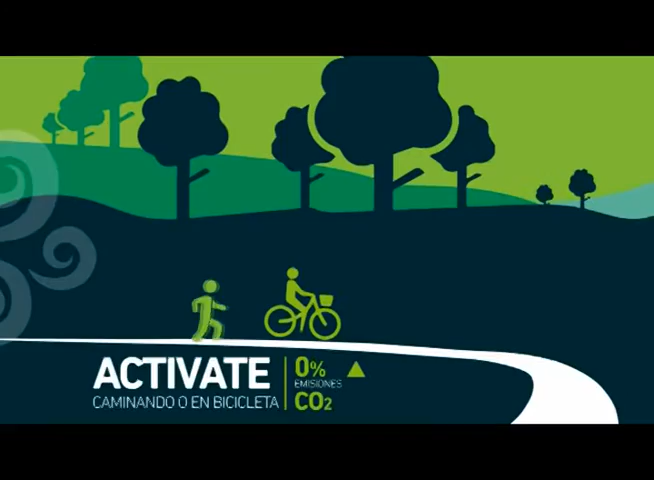 ACTIVATE
CAMINANDO O EN BICICLETA
0%
EMISIONES
CO2